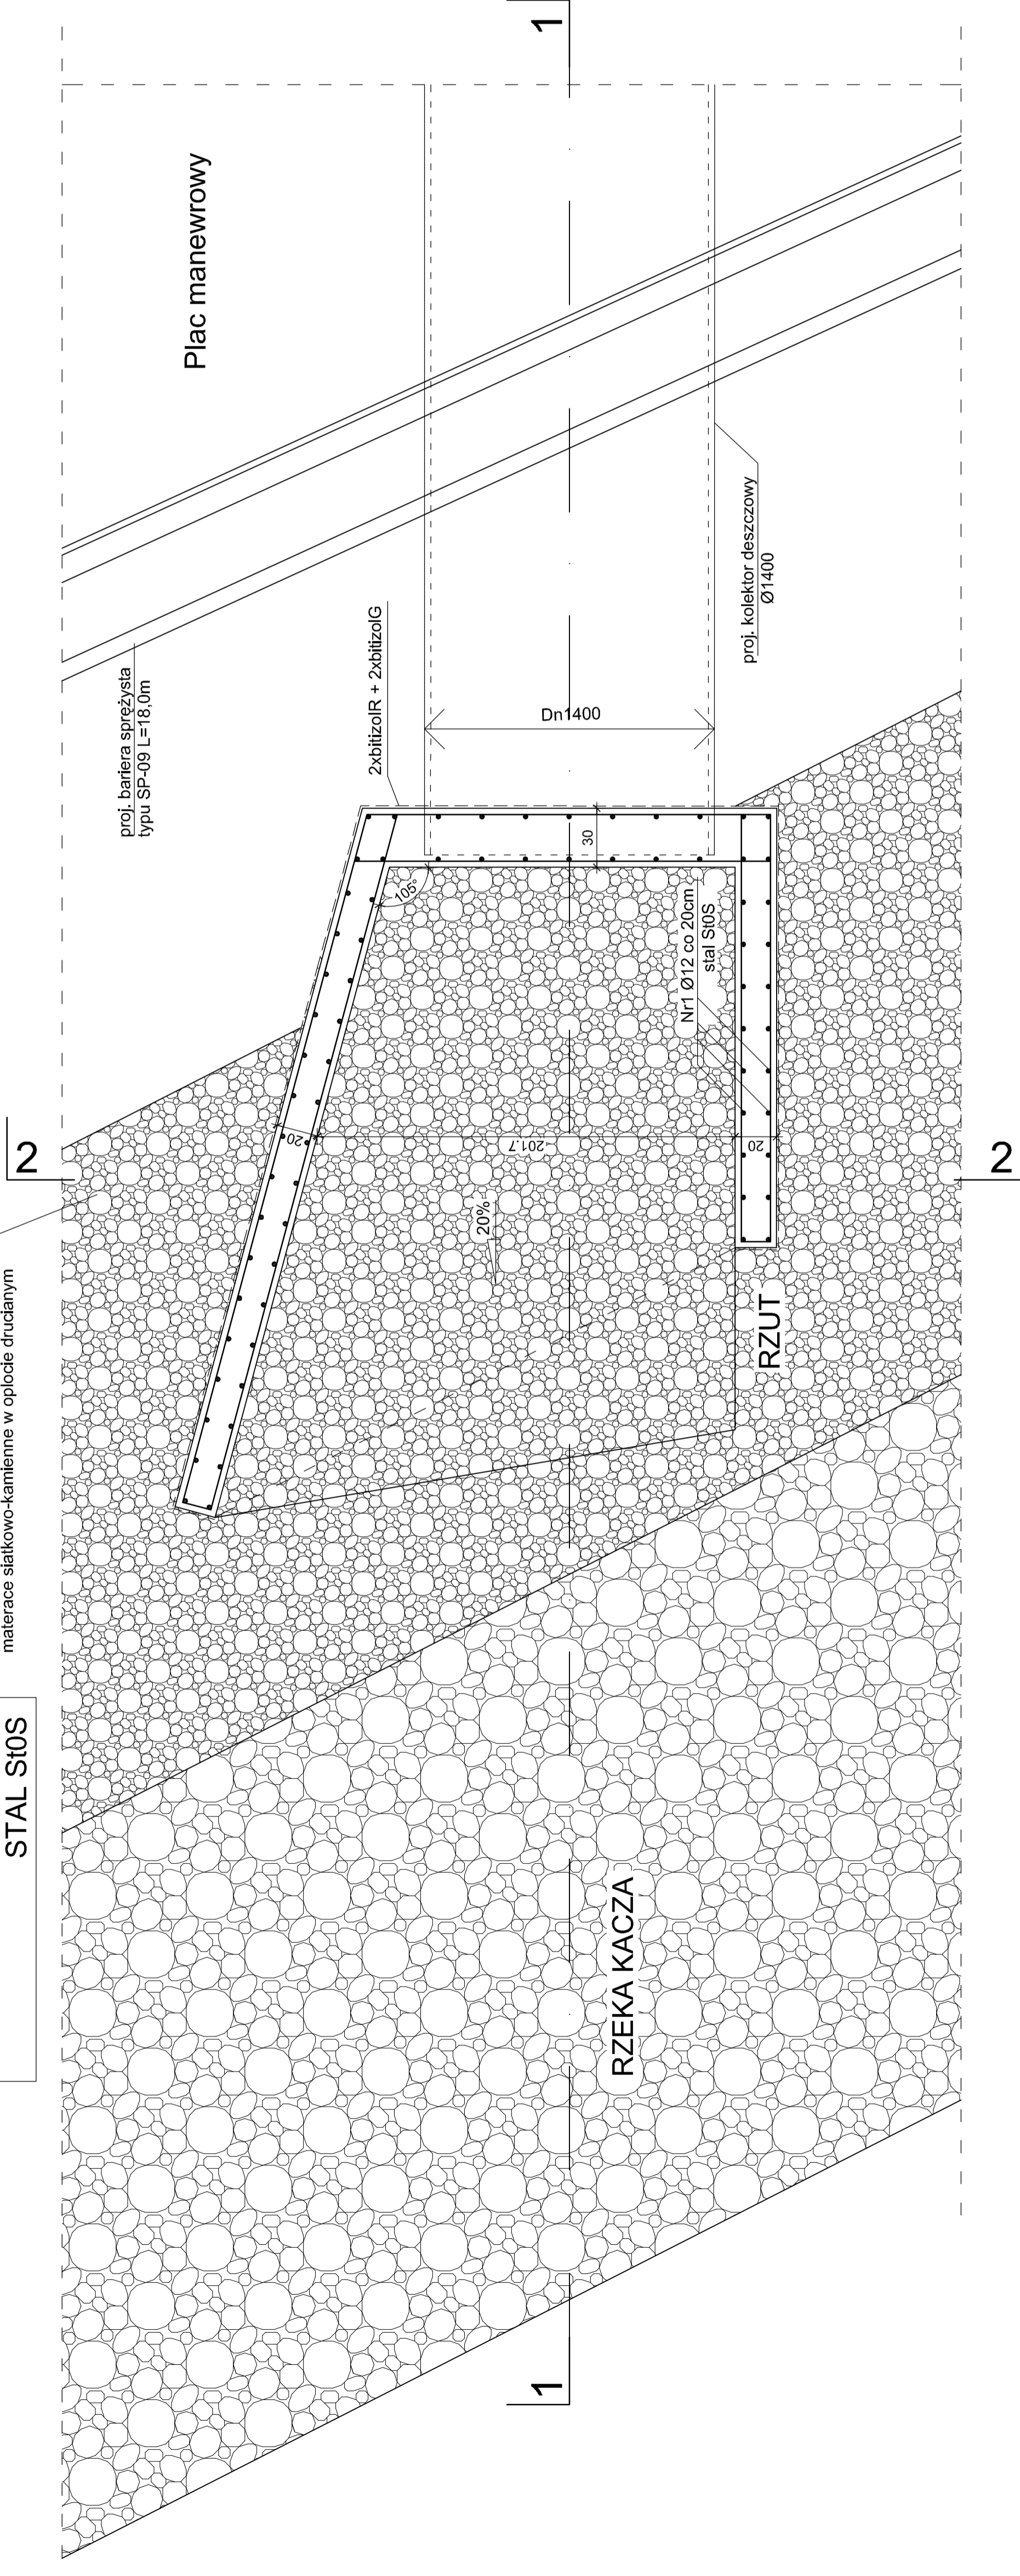 1
Plac manewrowy
proj. bariera sprężysta
typu SP-09 L=18,0m
2xbitizolR + 2xbitizolG
proj. kolektor deszczowy
Ø1400
Dn1400
30
105°
Nr1 Ø12 co 20cm
stal St0S
20
201.7
20
20%
2
2
RZUT
materace siatkowo-kamienne w oplocie drucianym
STAL St0S
RZEKA KACZA
1